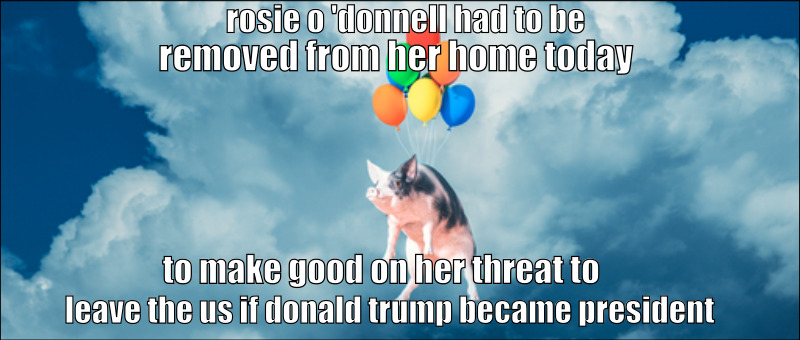 rosie o 'donnell had to be
removed from her home today
to make good on her threat to
leave the us if donald trump became president